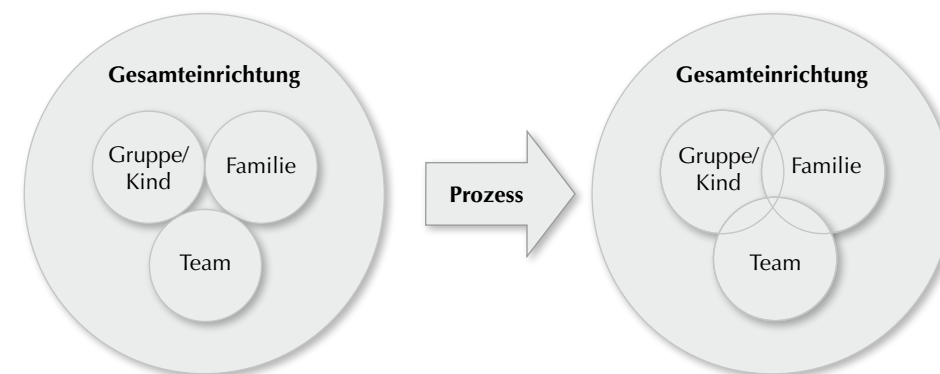 Gesamteinrichtung
Gruppe/
Kind
Familie
Team
Prozess
Gesamteinrichtung
Gruppe/
Kind
Familie
Team